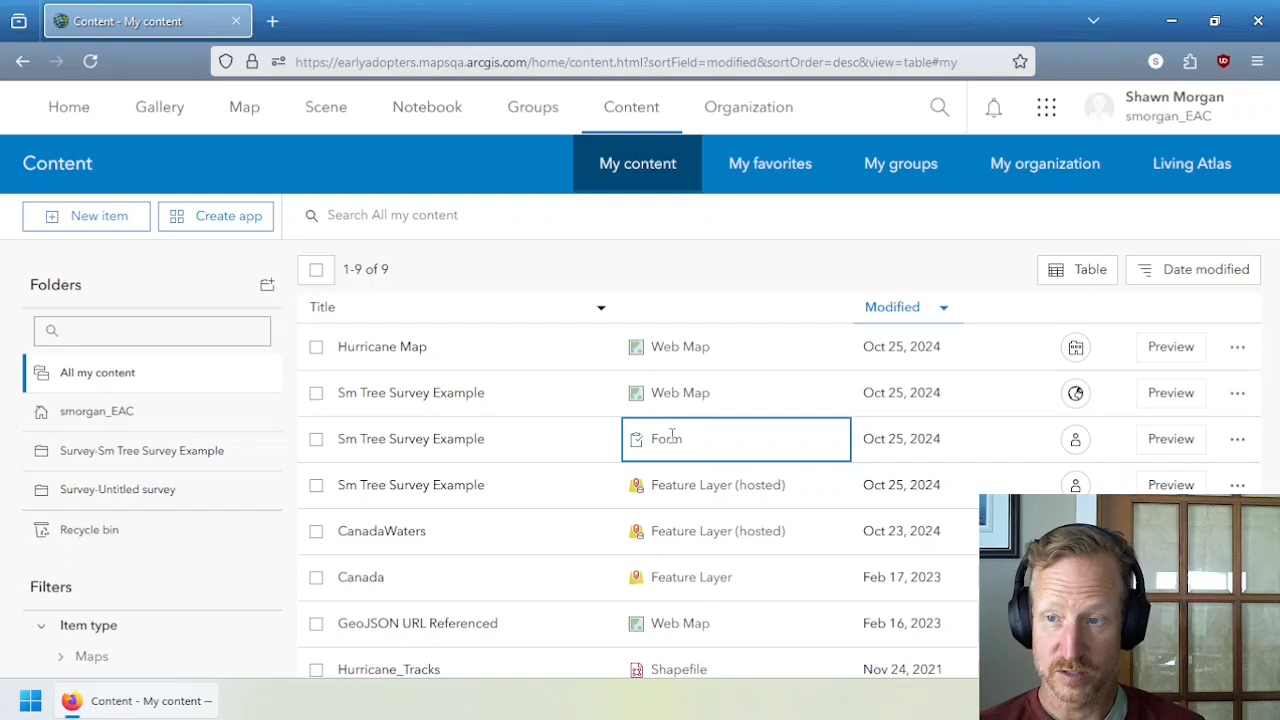 Content - My content
https://earlyadopters.mapsqa.arcgis.com/home/content.html?sortField=modified&sortOrder=desc&view=table#my
S
Home Gallery Map Scene Notebook Groups Content Organization
Shawn Morgan
smorgan_EAC
Content My content My favorites My groups My organization Living Atlas
New item Create app Search All my content
Folders
1-9 of 9 Table Date modified
Title Modified
Hurricane Map Web Map Oct 25, 2024 Preview
All my content
Sm Tree Survey Example Web Map Oct 25, 2024 Preview
smorgan_EAC
Sm Tree Survey Example Form Oct 25, 2024 Preview
Survey-Sm Tree Survey Example
Sm Tree Survey Example Feature Layer (hosted) Oct 25, 2024 Preview
Survey-Untitled survey
CanadaWaters Feature Layer (hosted) Oct 23, 2024
Recycle bin
Canada Feature Layer Feb 17, 2023
Filters
GeoJSON URL Referenced Web Map Feb 16, 2023
Item type
Maps
Hurricane_Tracks Shapefile Nov 24, 2021
Content - My content —